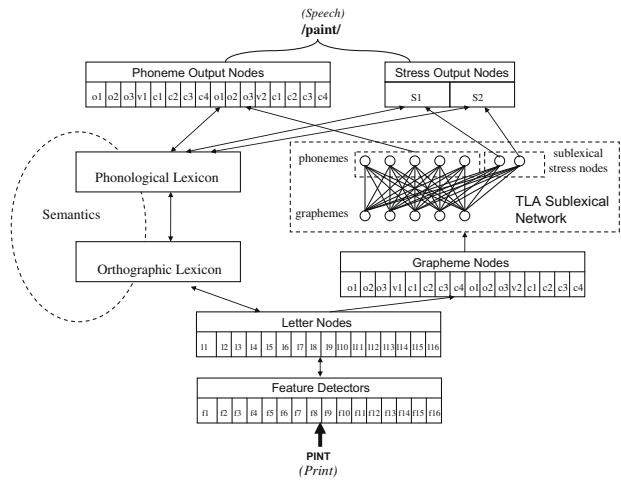 (Speech)
/paint/
Phoneme Output Nodes
o1 o2 o3 v1 c1 c2 c3 c4 o1 o2 o3 v2 c1 c2 c3 c4
Stress Output Nodes
S1 S2
phonemes
sublexical
stress nodes
Phonological Lexicon
TLA Sublexical
Network
Semantics
graphemes
Orthographic Lexicon
Grapheme Nodes
o1 o2 o3 v1 c1 c2 c3 c4 o1 o2 o3 v2 c1 c2 c3 c4
Letter Nodes
l1 l2 l3 l4 l5 l6 l7 l8 l9 l10 l11 l12 l13 l14 l15 l16
Feature Detectors
f1 f2 f3 f4 f5 f6 f7 f8 f9 f10 f11 f12 f13 f14 f15 f16
PINT
(Print)